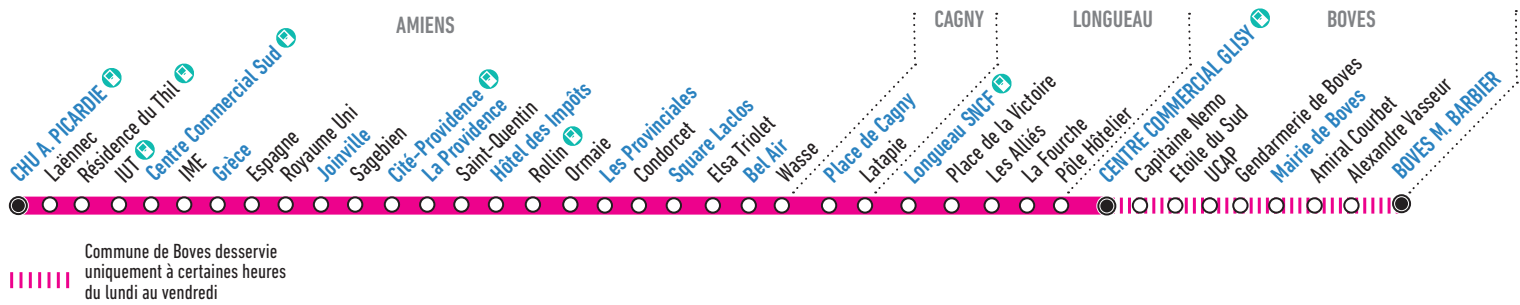 AMIENS
CAGNY
LONGUEAU
BOVES
CHU A. PICARDIE
Laënnec
Résidence du Thil
IUT
Centre Commercial Sud
IME
Grèce
Espagne
Royaume Uni
Joinville
Sagebien
Cité-Providence
La Providence
Saint-Quentin
Hôtel des Impôts
Rollin
Ormaie
Les Provinciales
Condorcet
Square Laclos
Elsa Triolet
Bel Air
Wasse
Place de Cagny
Latapie
Longueau SNCF
Place de la Victoire
Les Alliés
La Fourche
Pôle Hôtelier
CENTRE COMMERCIAL GLISY
Capitaine Nemo
Etoile du Sud
UCAP
Gendarmerie de Boves
Mairie de Boves
Amiral Courbet
Alexandre Vasseur
BOVES M. BARBIER
Commune de Boves desservie
uniquement à certaines heures
du lundi au vendredi